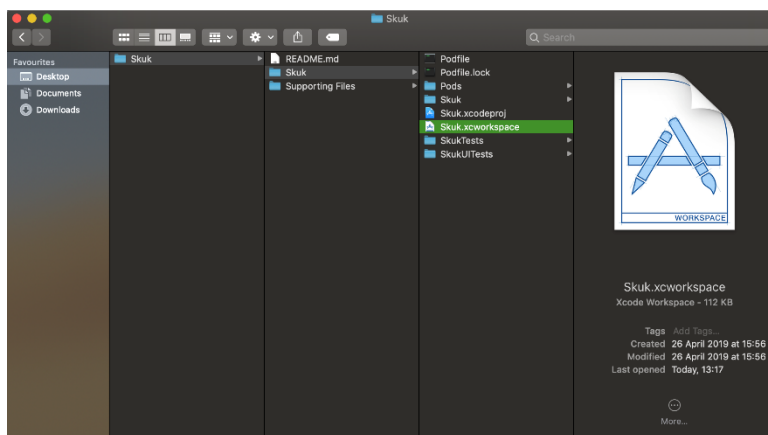 Skuk
Search
Favourites
Desktop
Documents
Downloads
Skuk
README.md
Skuk
Supporting Files
Podfile
Podfile.lock
Pods
Skuk
Skuk.xcodeproj
Skuk.xcworkspace
SkukTests
SkukUITests
WORKSPACE
Skuk.xcworkspace
Xcode Workspace - 112 KB
Tags Add Tags...
Created 26 April 2019 at 15:56
Modified 26 April 2019 at 15:56
Last opened Today, 13:17
More...